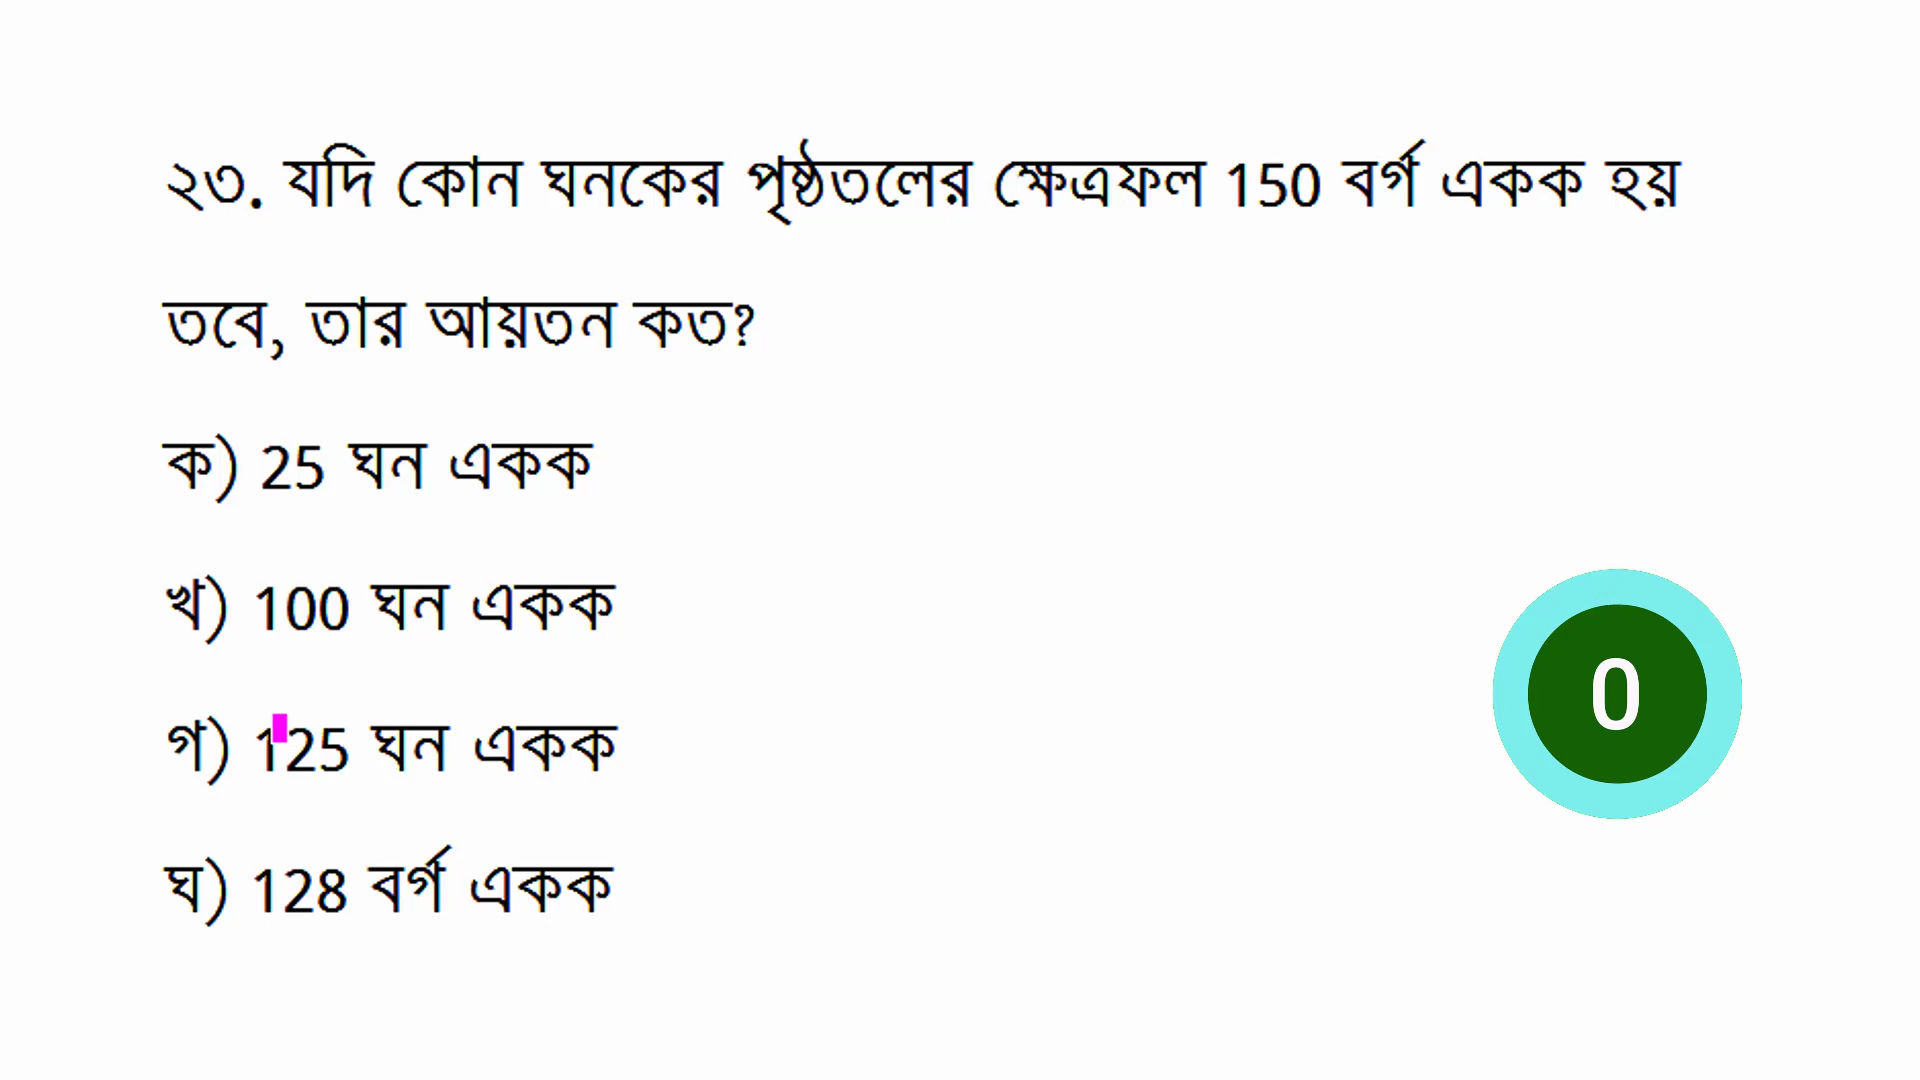 ২৩. যদি কোন ঘনকের পৃষ্ঠতলের ক্ষেত্রফল 150 বর্গ একক হয়
তবে, তার আয়তন কত?
ক) 25 ঘন একক
খ) 100 ঘন একক
গ) 125 ঘন একক
ঘ) 128 বর্গ একক
0